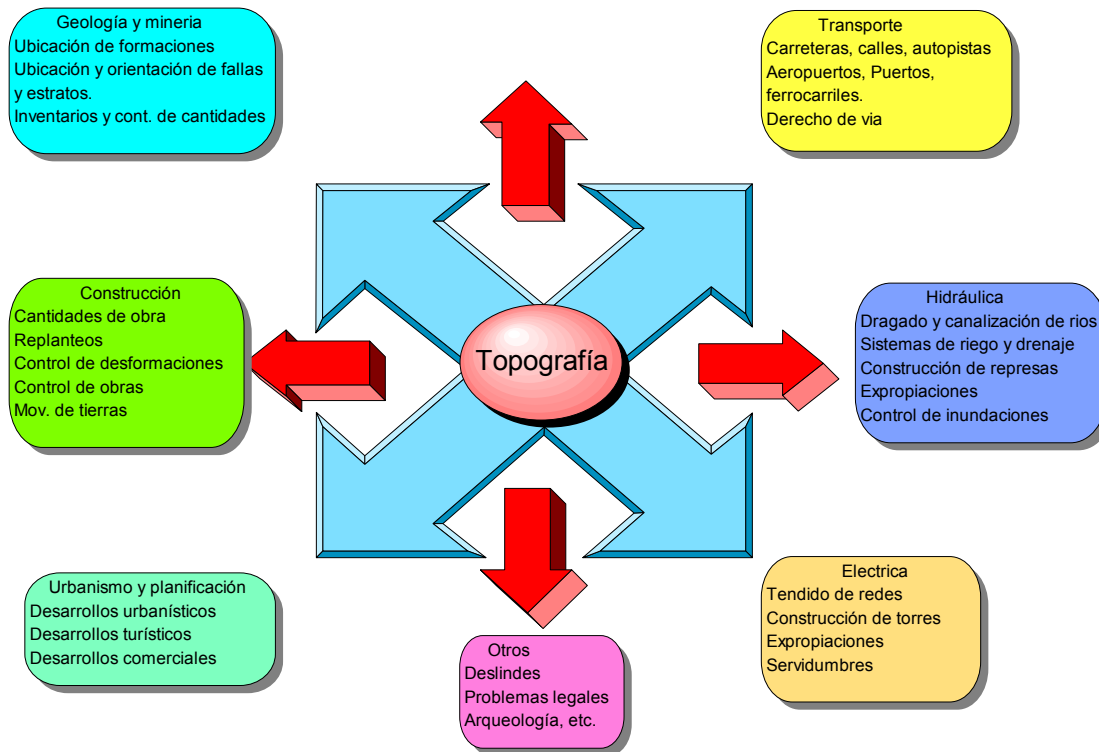 Geología y mineria
Ubicación de formaciones
Ubicación y orientación de fallas
y estratos.
Inventarios y cont. de cantidades
Transporte
Carreteras, calles, autopistas
Aeropuertos, Puertos,
ferrocarriles.
Derecho de via
Construcción
Cantidades de obra
Replanteos
Control de desformaciones
Control de obras
Mov. de tierras
Topografía
Hidráulica
Dragado y canalización de rios
Sistemas de riego y drenaje
Construcción de represas
Expropiaciones
Control de inundaciones
Urbanismo y planificación
Desarrollos urbanísticos
Desarrollos turísticos
Desarrollos comerciales
Otros
Deslindes
Problemas legales
Arqueología, etc.
Electrica
Tendido de redes
Construcción de torres
Expropiaciones
Servidumbres